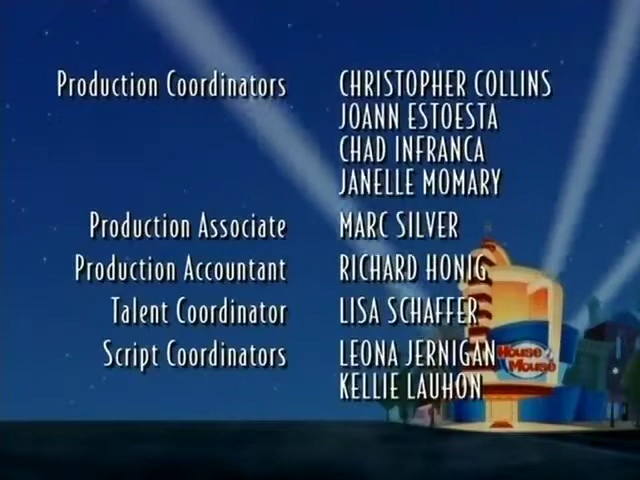 Production Coordinators CHRISTOPHER COLLINS
JOANN ESTOESTA
CHAD INFRANCA
JANELLE MOMARY
Production Associate MARC SILVER
Production Accountant RICHARD HONIG
Talent Coordinator LISA SCHAFFER
Script Coordinators LEONA JERNIGAN
KELLIE LAUHON
House
Mouse